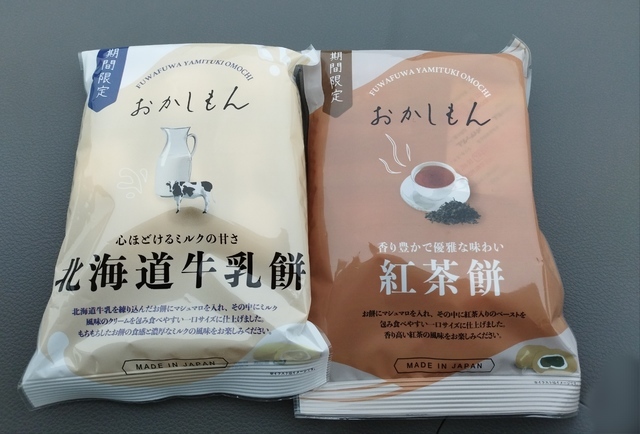 期間限定
FUWAFUWA YAMITUKI OMOCHI
おかしもん
心ほどけるミルクの甘さ
北海道牛乳餅
北海道牛乳を練り込んだお餅にマシュマロを入れ、その中にミルク
風味のクリームを包み食べやすい一口サイズに仕上げました。
もちもちしたお餅の食感と濃厚なミルクの風味をお楽しみください。
MADE IN JAPAN
期間限定
FUWAFUWA YAMITUKI OMOCHI
おかしもん
香り豊かで優雅な味わい
紅茶餅
お餅にマシュマロを入れ、その中に紅茶入りのペーストを
包み食べやすい一口サイズに仕上げました。
香り高い紅茶の風味をお楽しみください。
MADE IN JAPAN